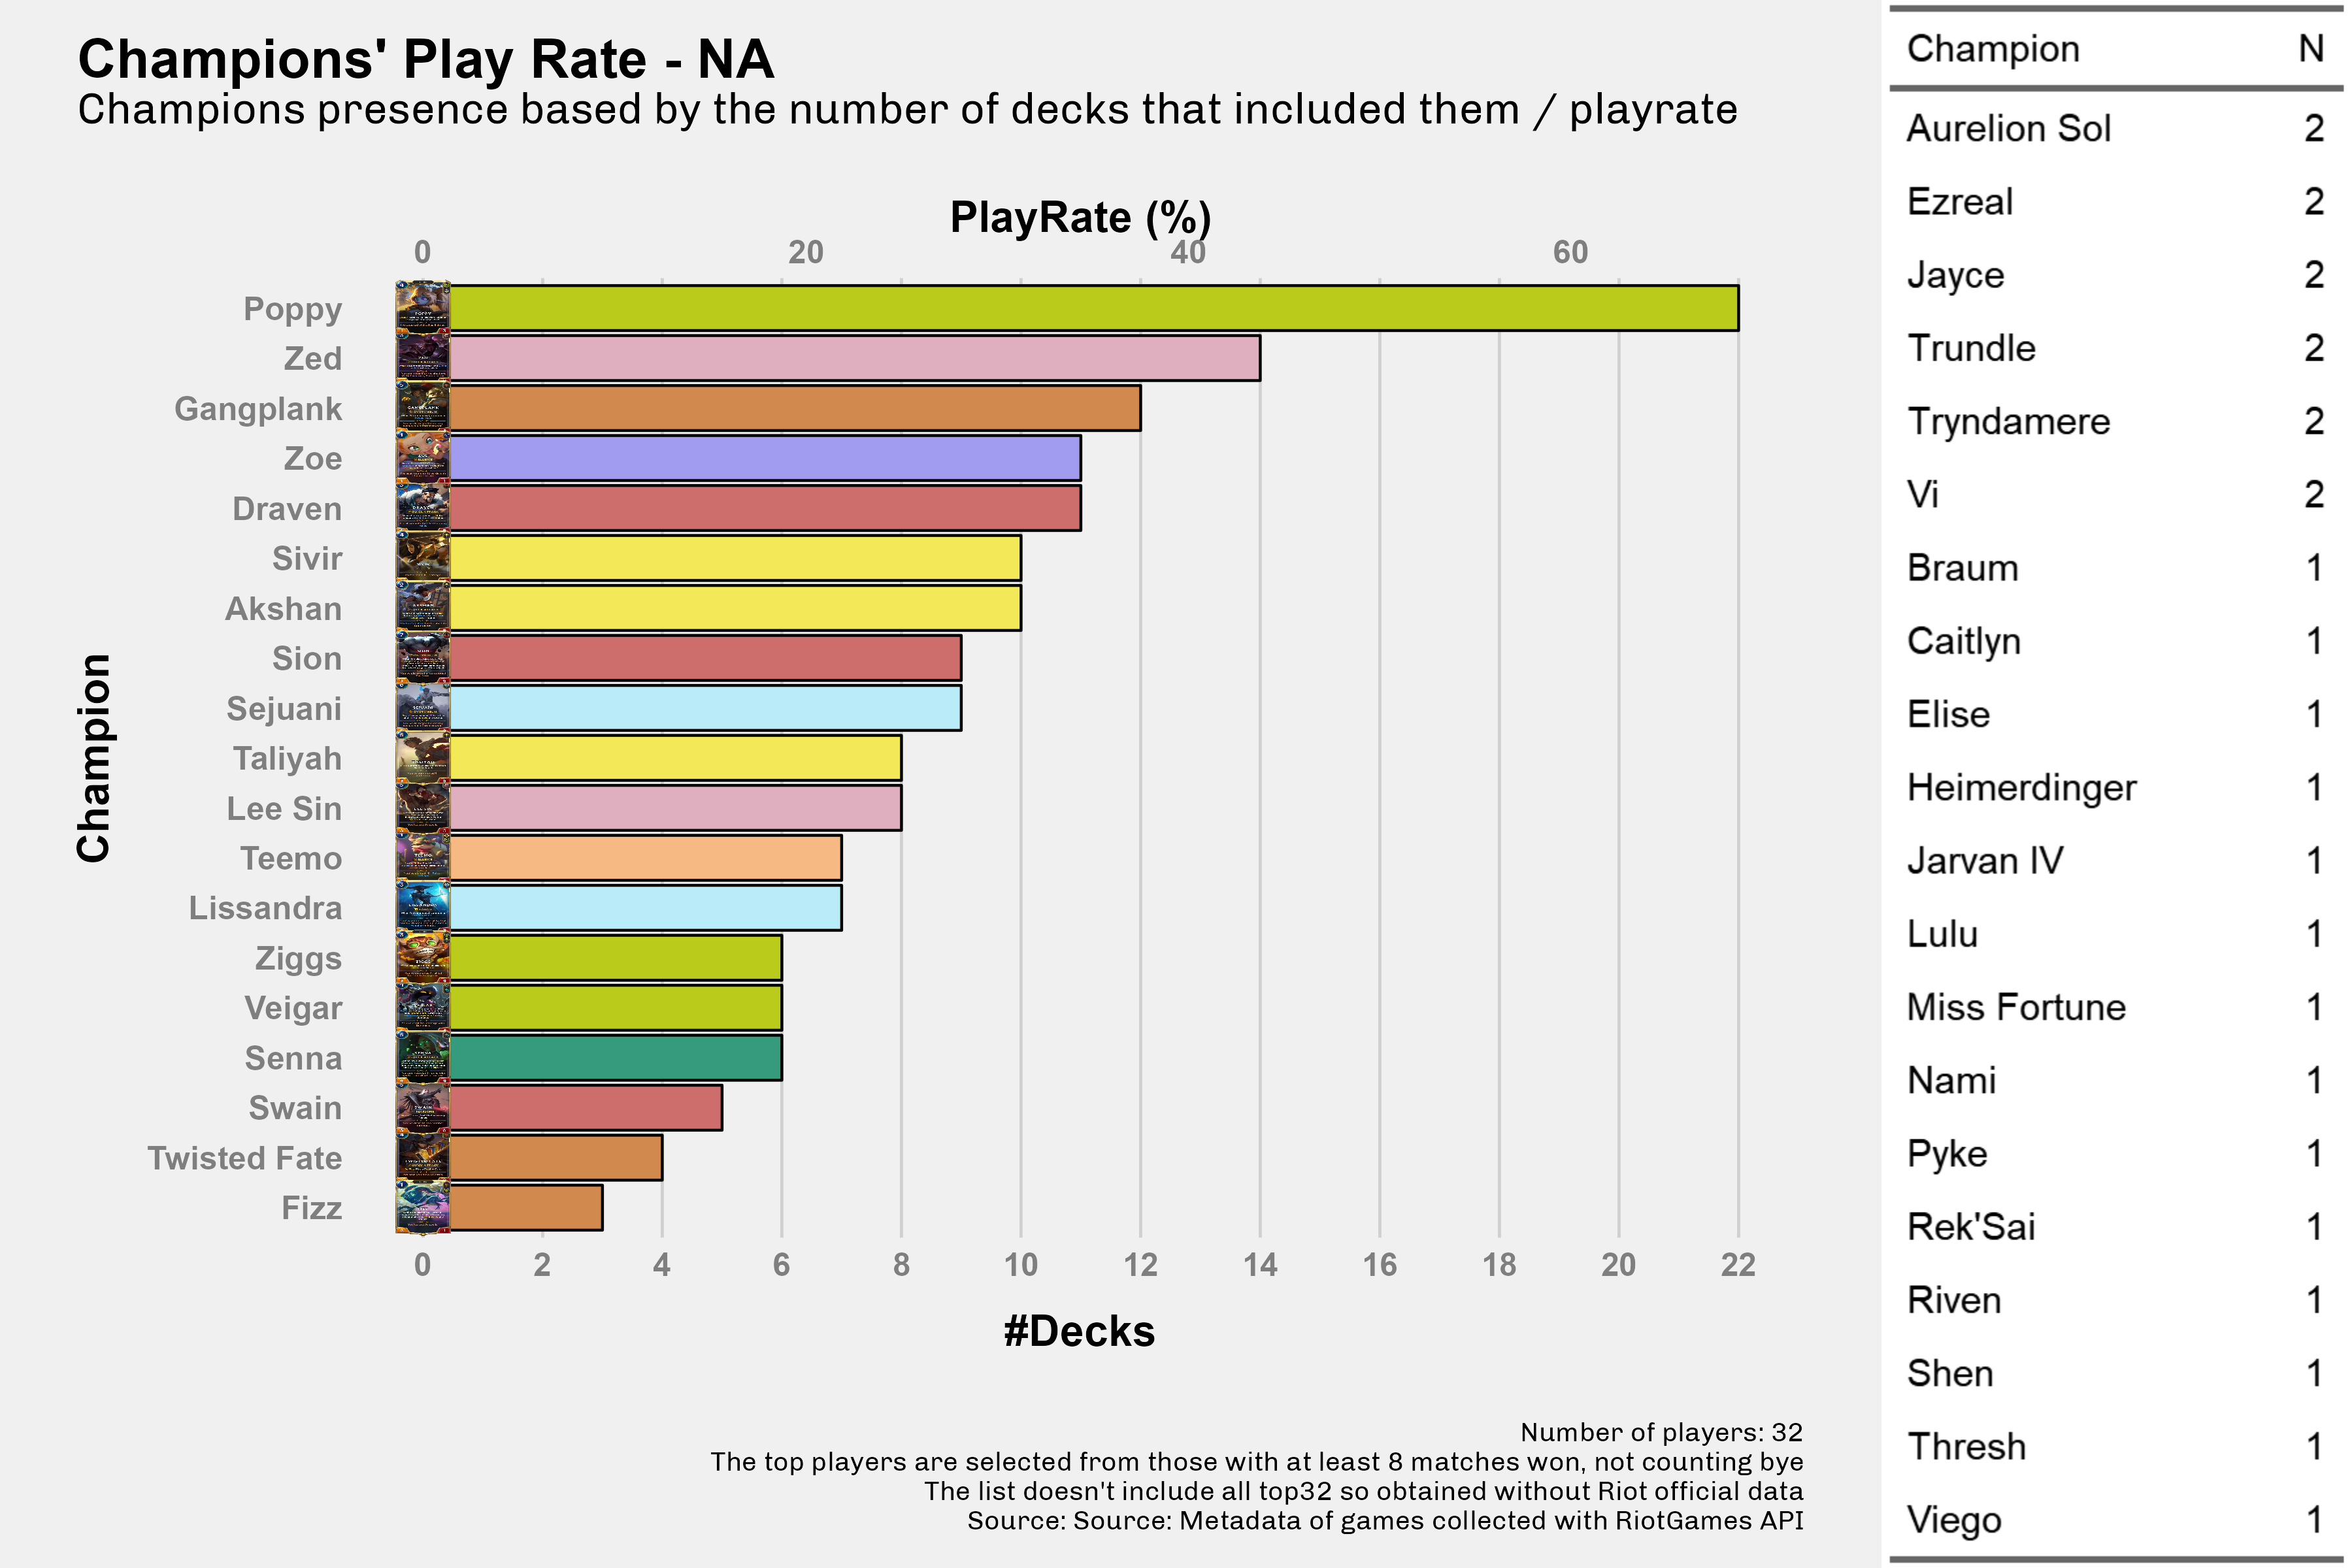 Champions' Play Rate - NA
Champions presence based by the number of decks that included them / playrate
PlayRate (%)
0 20 40 60
Champion
Poppy
Zed
Gangplank
Zoe
Draven
Sivir
Akshan
Sion
Sejuani
Taliyah
Lee Sin
Teemo
Lissandra
Ziggs
Veigar
Senna
Swain
Twisted Fate
Fizz
0 2 4 6 8 10 12 14 16 18 20 22
#Decks
Number of players: 32
The top players are selected from those with at least 8 matches won, not counting bye
The list doesn't include all top32 so obtained without Riot official data
Source: Source: Metadata of games collected with RiotGames API
Champion N
Aurelion Sol 2
Ezreal 2
Jayce 2
Trundle 2
Tryndamere 2
Vi 2
Braum 1
Caitlyn 1
Elise 1
Heimerdinger 1
Jarvan IV 1
Lulu 1
Miss Fortune 1
Nami 1
Pyke 1
Rek'Sai 1
Riven 1
Shen 1
Thresh 1
Viego 1